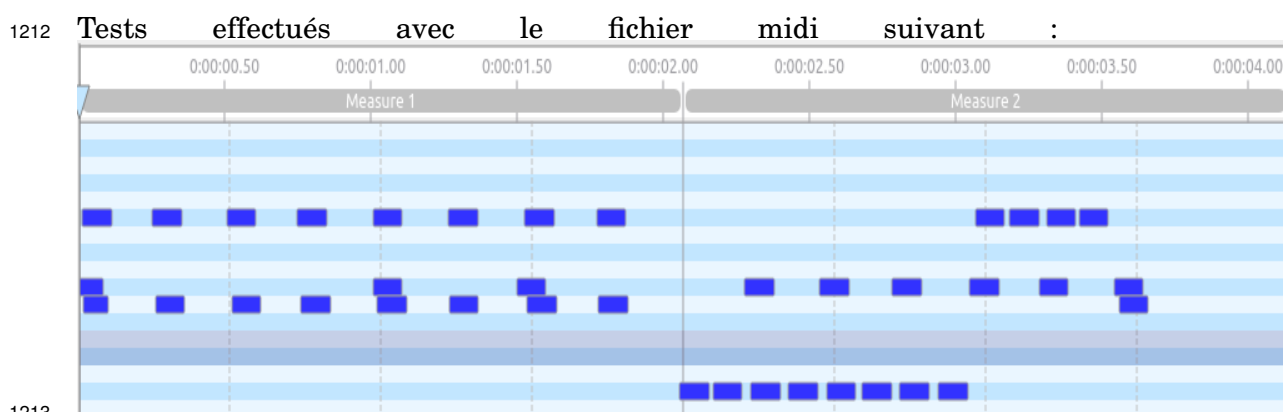 1212 Tests effectués avec le fichier midi suivant :
0:00:00.50 0:00:01.00 0:00:01.50 0:00:02.00 0:00:02.50 0:00:03.00 0:00:03.50 0:00:04.00
Measure 1 Measure 2
1213